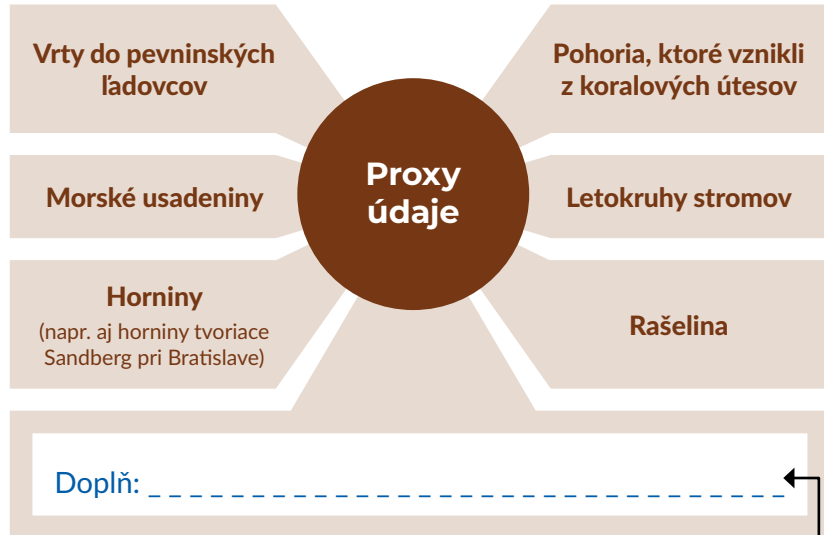 Vrty do pevninských
ľadovcov
Pohoria, ktoré vznikli
z koralových útesov
Proxy
údaje
Morské usadeniny
Letokruhy stromov
Horniny
(napr. aj horniny tvoriace
Sandberg pri Bratislave)
Rašelina
Doplň: _ _ _ _ _ _ _ _ _ _ _ _ _ _ _ _ _ _ _ _ _ _ _ _ _ _ _ _ _ _ _